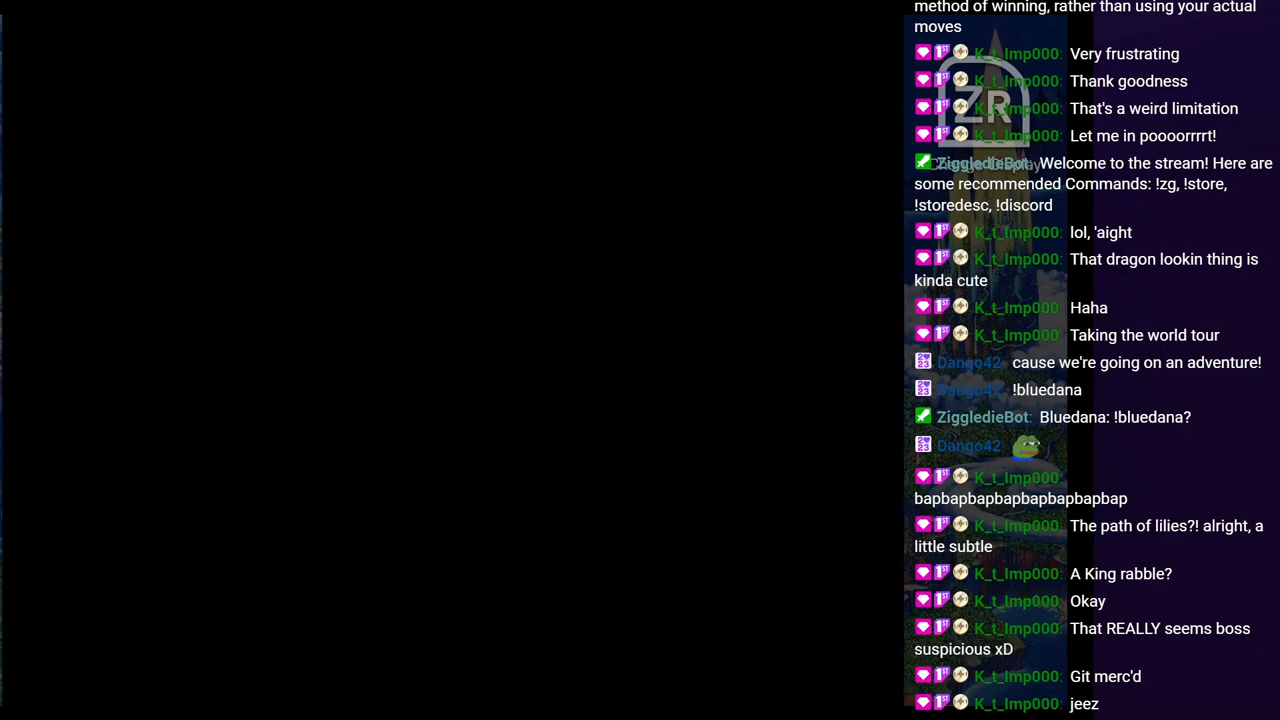 method of winning, rather than using your actual
moves
K_t_Imp000: Very frustrating
K_t_Imp000: Thank goodness
ZR
K_t_Imp000: That's a weird limitation
K_t_Imp000: Let me in poooorrrrt!
ZiggledieBot: Welcome to the stream! Here are
some recommended Commands: !zg, !store,
!storedesc, !discord
K_t_Imp000: lol, 'aight
K_t_Imp000: That dragon lookin thing is
kinda cute
K_t_Imp000: Haha
K_t_Imp000: Taking the world tour
Dango42: cause we're going on an adventure!
Dango42: !bluedana
ZiggledieBot: Bluedana: !bluedana?
Dango42:
K_t_Imp000:
bapbapbapbapbapbapbapbap
K_t_Imp000: The path of lilies?! alright, a
little subtle
K_t_Imp000: A King rabble?
K_t_Imp000: Okay
K_t_Imp000: That REALLY seems boss
suspicious xD
K_t_Imp000: Git merc'd
K_t_Imp000: jeez